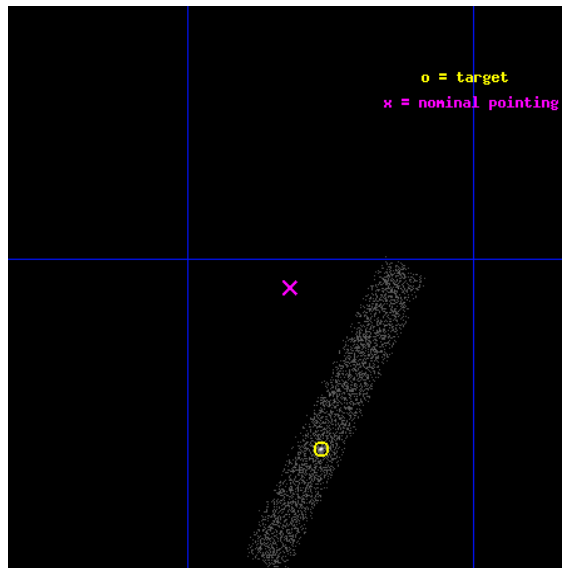 o = target
x = nominal pointing